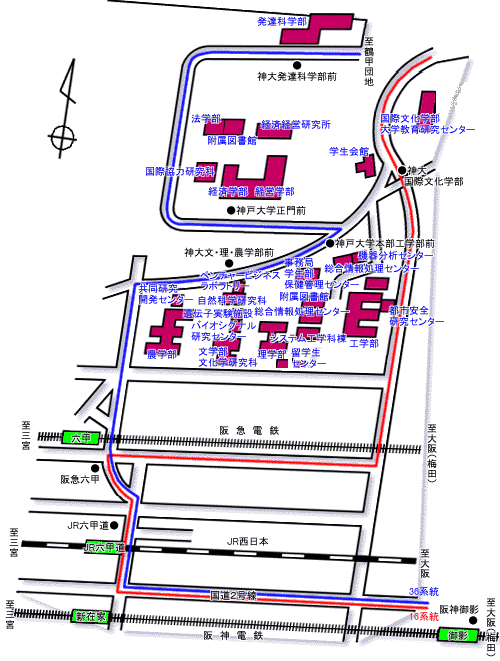 発達科学部
至鶴甲団地
神大発達科学部前
法学部
経済経営研究所
附属図書館
国際文化学部
大学教育研究センター
学生会館
国際協力研究科
神大
国際文化学部
経済学部
経営学部
神戸大学正門前
神戸大学本部工学部前
神大文・理・農学部前
機器分析センター
事務局
学生部
総合情報処理センター
ベンチャービジネス
ラボラトリー
保健管理センター
共同研究
開発センター
自然科学研究科
附属図書館
遺伝子実験施設
総合情報処理センター
都市安全
研究センター
バイオシグナル
研究センター
システム工学科棟
工学部
農学部
文学部
文化学研究科
理学部
留学生
センター
至三宮
六甲
阪急電鉄
至大阪(梅田)
阪急六甲
JR六甲道
至三宮
JR六甲道
JR西日本
至大阪
国道2号線
36系統
16系統
至三宮
新在家
阪神電鉄
阪神御影
御影
至大阪(梅田)